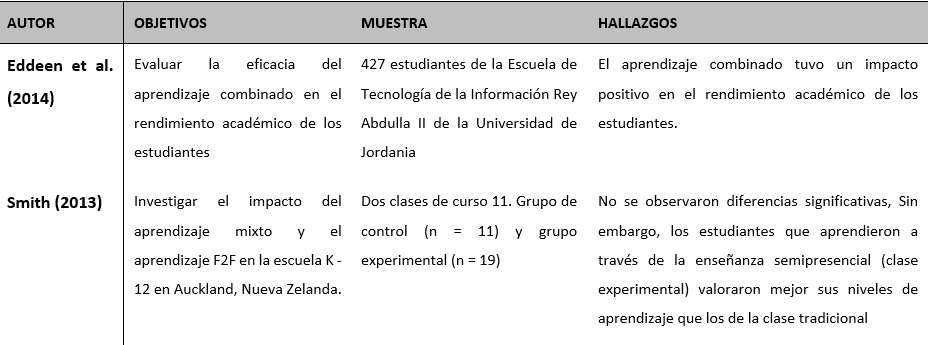 AUTOR OBJETIVOS MUESTRA HALLAZGOS
Eddeen et al.
(2014)
Evaluar la eficacia del
aprendizaje combinado en el
rendimiento académico de los
estudiantes
427 estudiantes de la Escuela de
Tecnología de la Información Rey
Abdulla II de la Universidad de
Jordania
El aprendizaje combinado tuvo un impacto
positivo en el rendimiento académico de los
estudiantes.
Smith (2013)
Investigar el impacto del
aprendizaje mixto y el
aprendizaje F2F en la escuela K -
12 en Auckland, Nueva Zelanda.
Dos clases de curso 11. Grupo de
control (n = 11) y grupo
experimental (n = 19)
No se observaron diferencias significativas, Sin
embargo, los estudiantes que aprendieron a
través de la enseñanza semipresencial (clase
experimental) valoraron mejor sus niveles de
aprendizaje que los de la clase tradicional